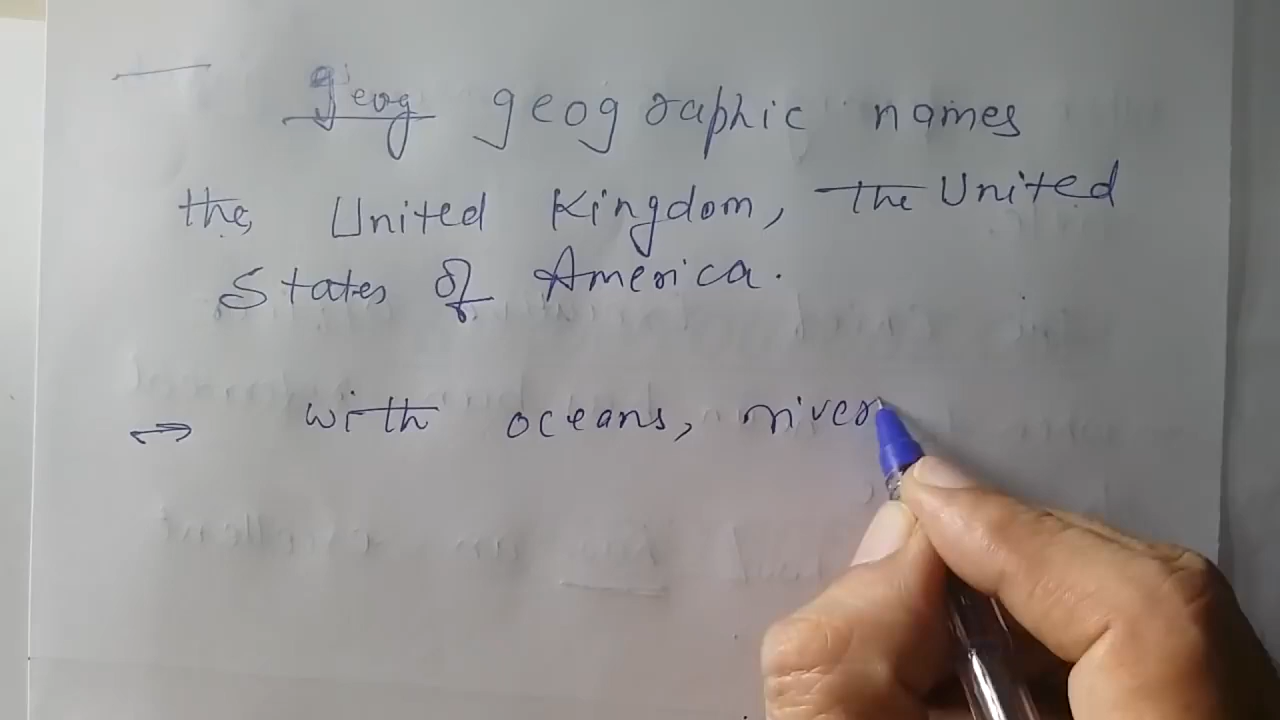 geog geographic names
the, United Kingdom, the United
States of America.
↔ with oceans, river